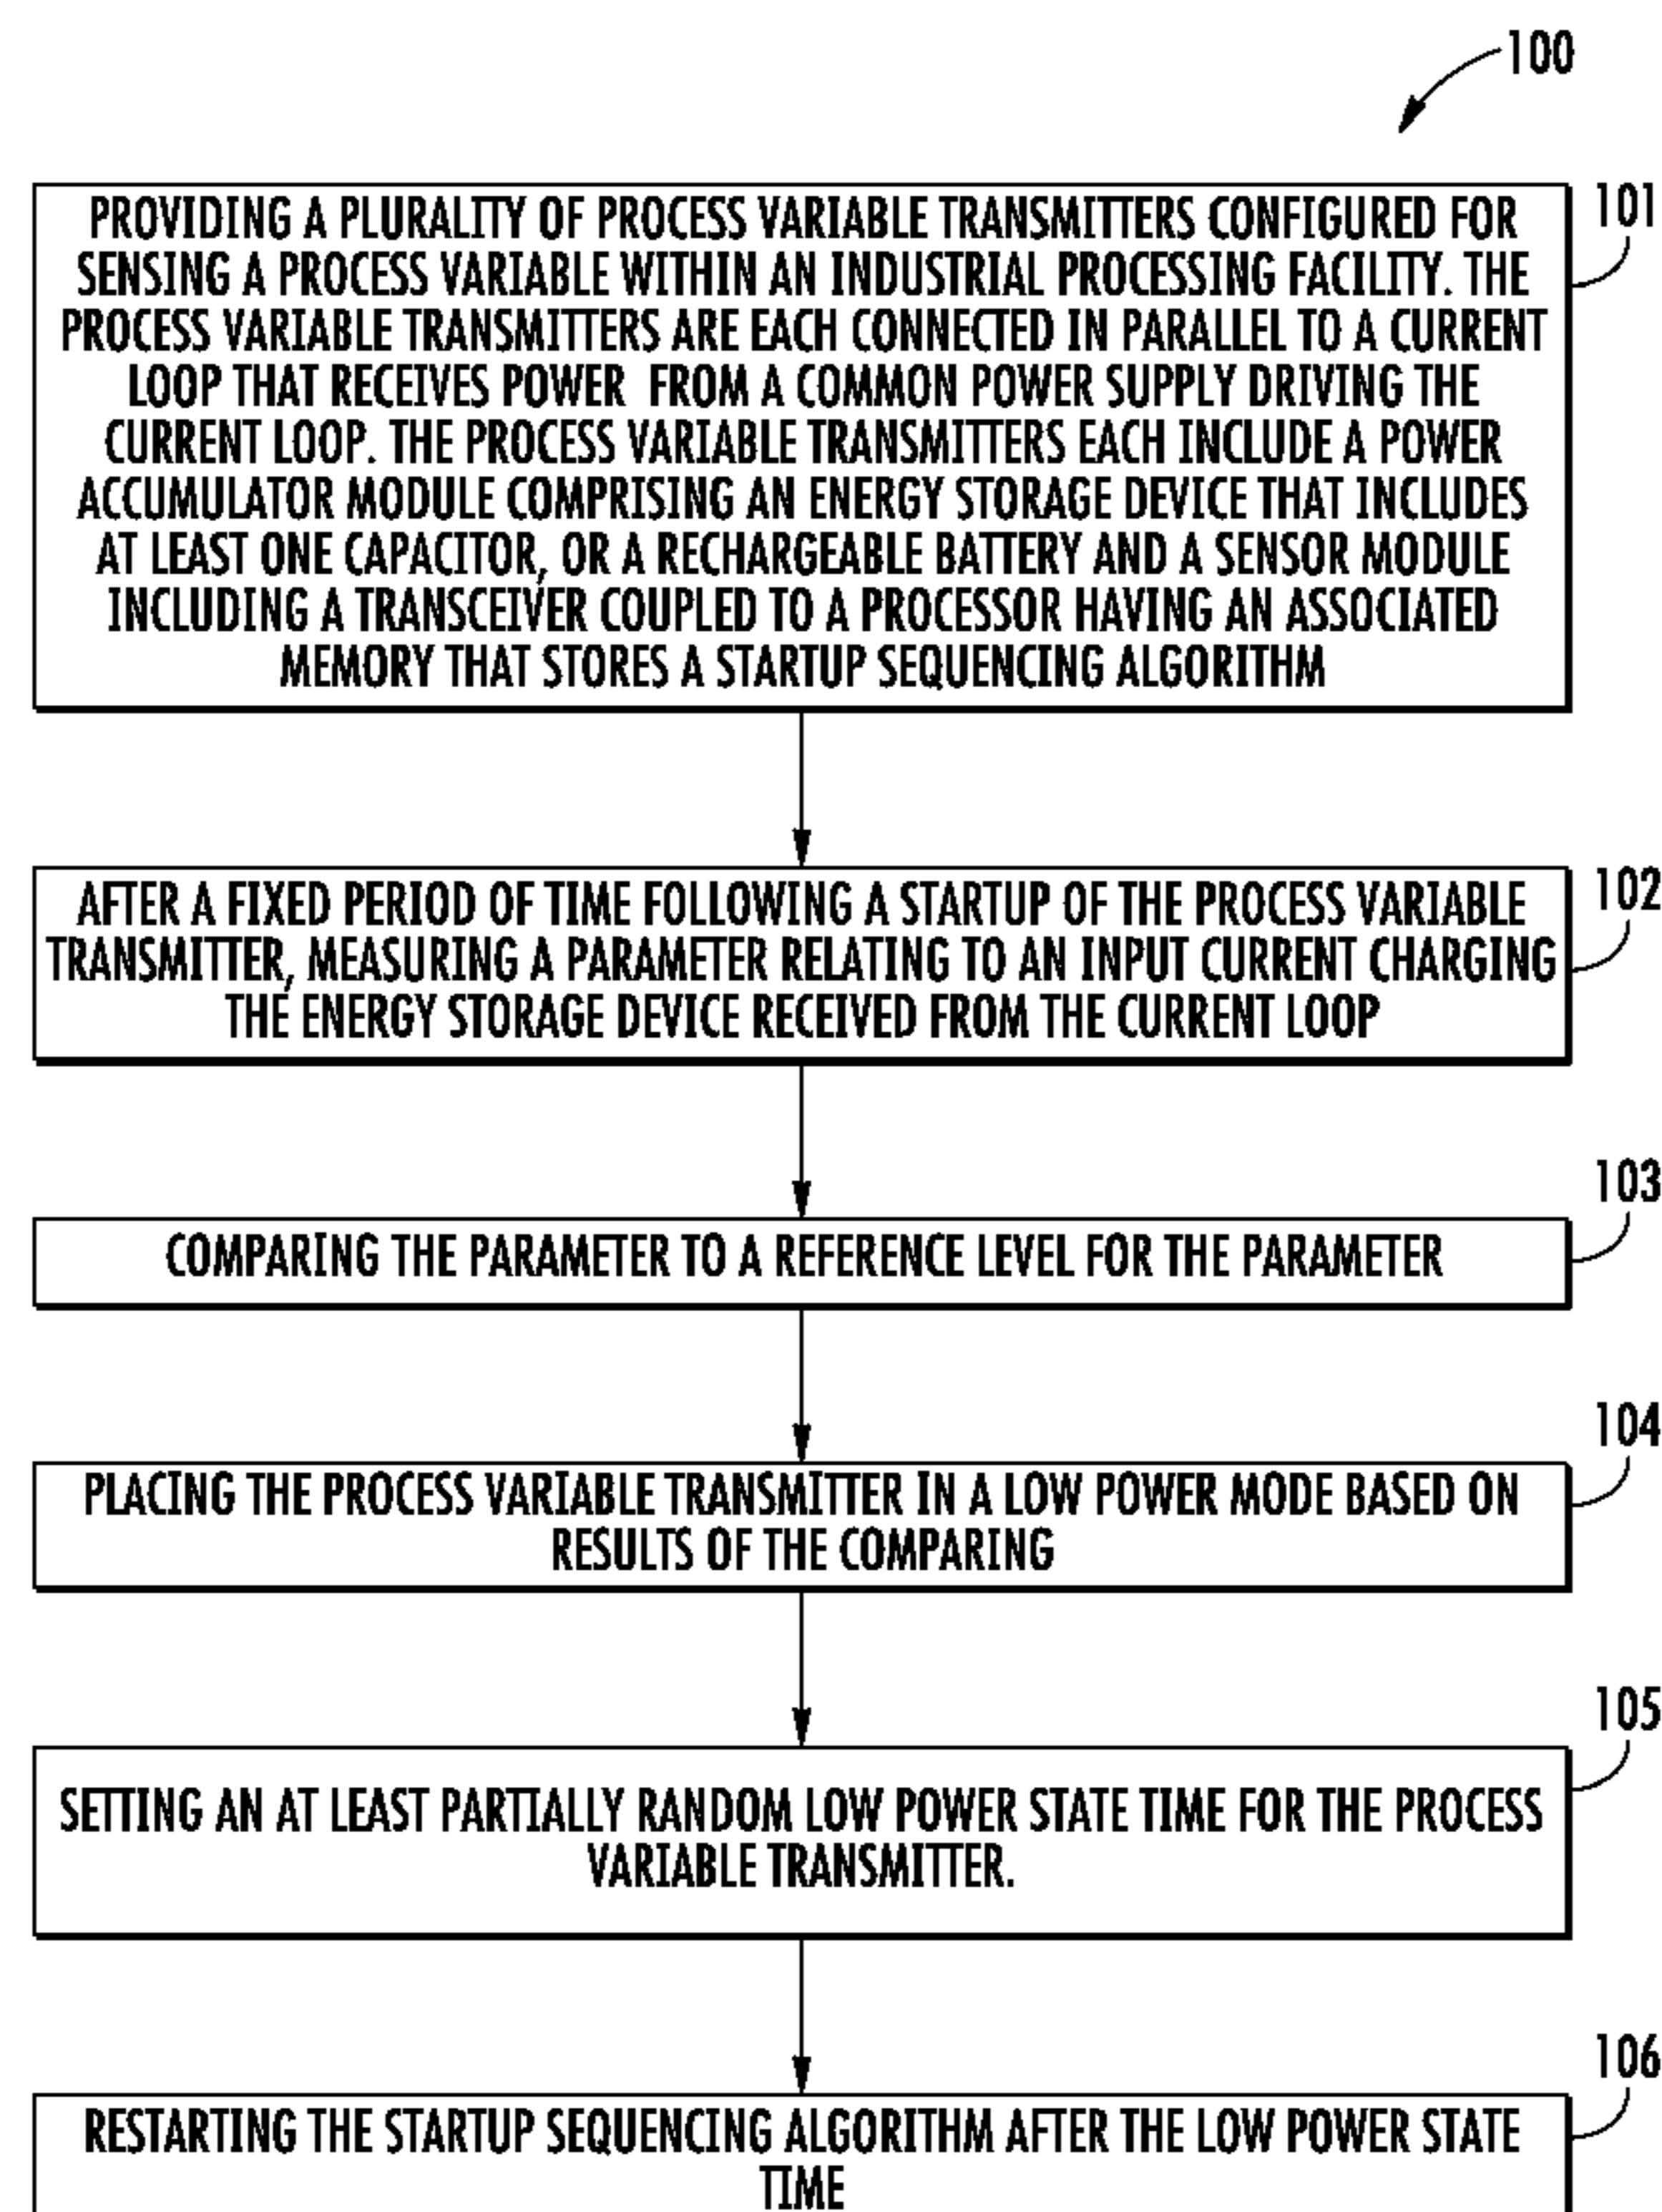 100
101
PROVIDING A PLURALITY OF PROCESS VARIABLE TRANSMITTERS CONFIGURED FOR
SENSING A PROCESS VARIABLE WITHIN AN INDUSTRIAL PROCESSING FACILITY. THE
PROCESS VARIABLE TRANSMITTERS ARE EACH CONNECTED IN PARALLEL TO A CURRENT
LOOP THAT RECEIVES POWER FROM A COMMON POWER SUPPLY DRIVING THE
CURRENT LOOP. THE PROCESS VARIABLE TRANSMITTERS EACH INCLUDE A POWER
ACCUMULATOR MODULE COMPRISING AN ENERGY STORAGE DEVICE THAT INCLUDES
AT LEAST ONE CAPACITOR, OR A RECHARGEABLE BATTERY AND A SENSOR MODULE
INCLUDING A TRANSCEIVER COUPLED TO A PROCESSOR HAVING AN ASSOCIATED
MEMORY THAT STORES A STARTUP SEQUENCING ALGORITHM
102
AFTER A FIXED PERIOD OF TIME FOLLOWING A STARTUP OF THE PROCESS VARIABLE
TRANSMITTER, MEASURING A PARAMETER RELATING TO AN INPUT CURRENT CHARGING
THE ENERGY STORAGE DEVICE RECEIVED FROM THE CURRENT LOOP
103
COMPARING THE PARAMETER TO A REFERENCE LEVEL FOR THE PARAMETER
104
PLACING THE PROCESS VARIABLE TRANSMITTER IN A LOW POWER MODE BASED ON
RESULTS OF THE COMPARING
105
SETTING AN AT LEAST PARTIALLY RANDOM LOW POWER STATE TIME FOR THE PROCESS
VARIABLE TRANSMITTER.
106
RESTARTING THE STARTUP SEQUENCING ALGORITHM AFTER THE LOW POWER STATE
TIME